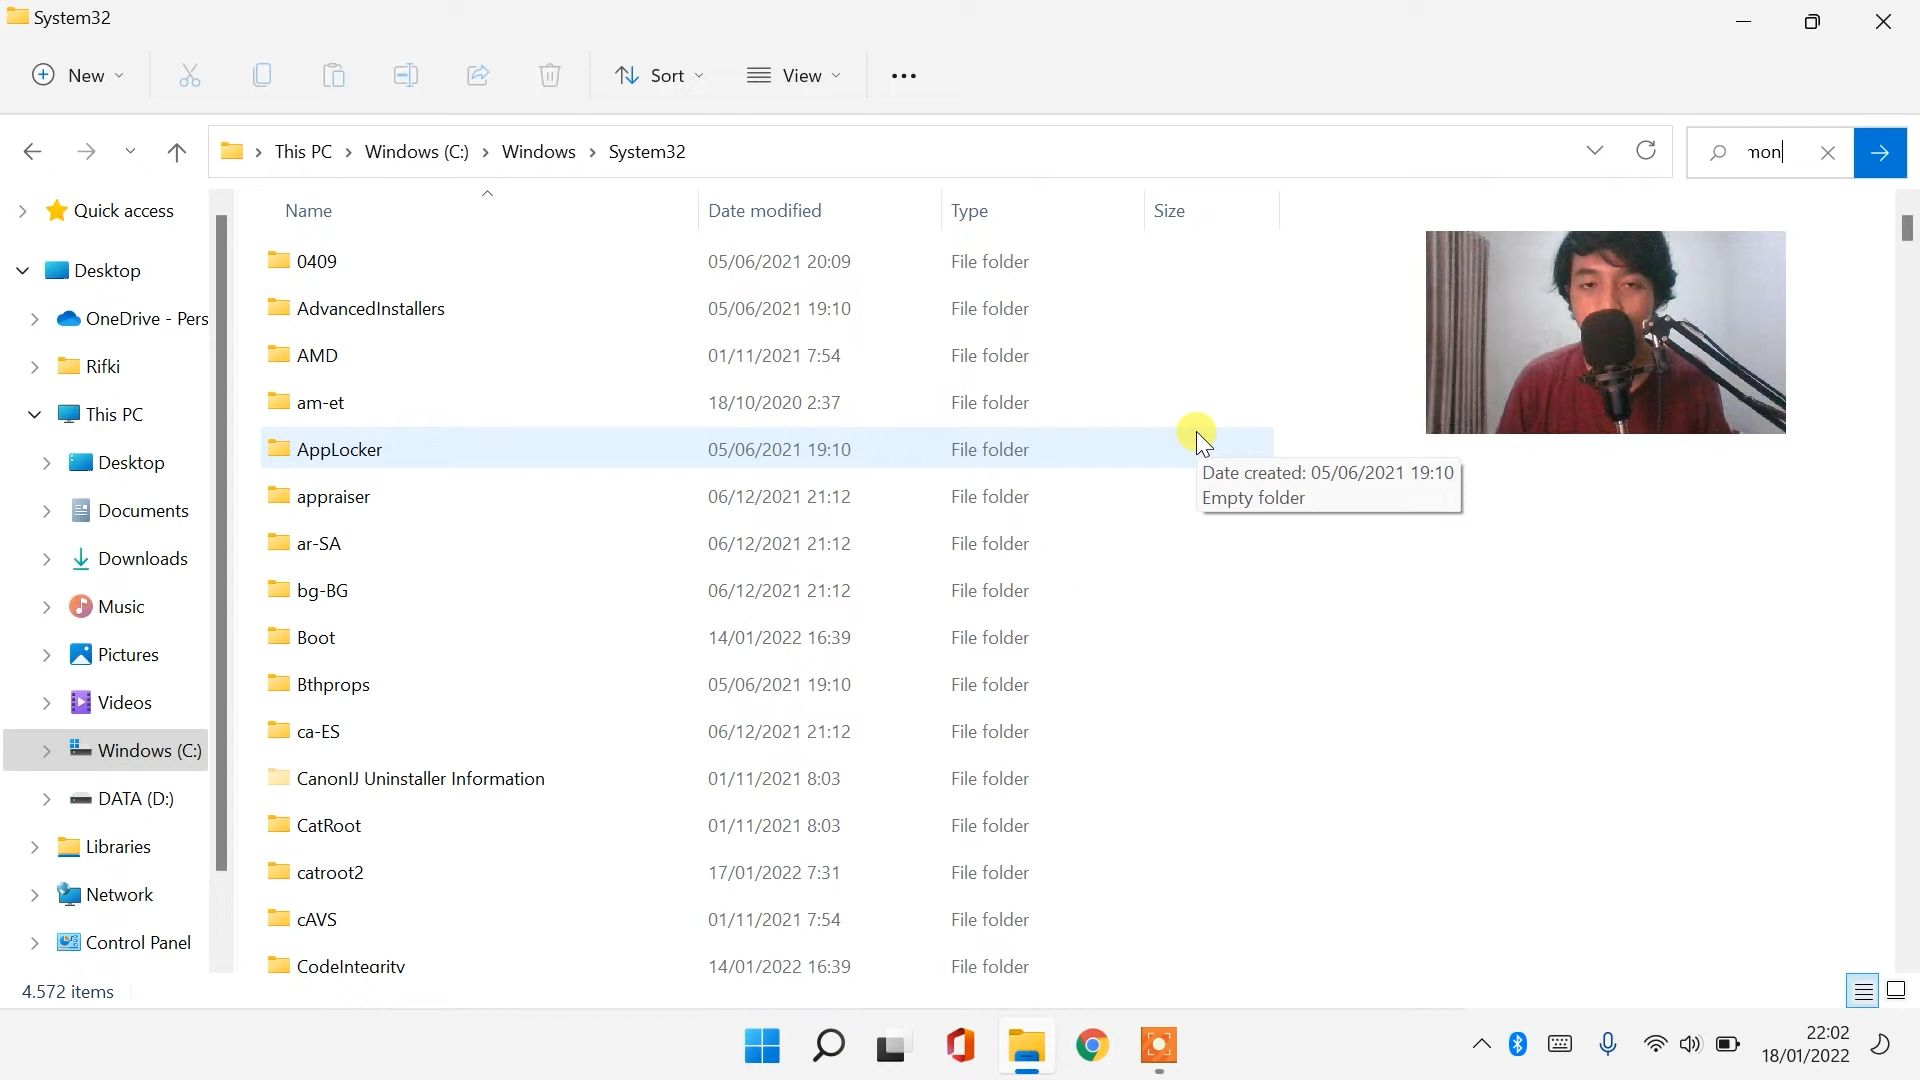 System32
New
Sort
View
This PC
Windows (C:)
Windows
System32
mon
Quick access
Desktop
OneDrive - Pers
Rifki
This PC
Desktop
Documents
Downloads
Music
Pictures
Videos
Windows (C:)
DATA (D:)
Libraries
Network
Control Panel
Name Date modified Type Size
0409 05/06/2021 20:09 File folder
AdvancedInstallers 05/06/2021 19:10 File folder
AMD 01/11/2021 7:54 File folder
am-et 18/10/2020 2:37 File folder
AppLocker 05/06/2021 19:10 File folder
appraiser 06/12/2021 21:12 File folder
ar-SA 06/12/2021 21:12 File folder
bg-BG 06/12/2021 21:12 File folder
Boot 14/01/2022 16:39 File folder
Bthprops 05/06/2021 19:10 File folder
ca-ES 06/12/2021 21:12 File folder
CanonIJ Uninstaller Information 01/11/2021 8:03 File folder
CatRoot 01/11/2021 8:03 File folder
catroot2 17/01/2022 7:31 File folder
cAVS 01/11/2021 7:54 File folder
CodeIntegrity 14/01/2022 16:39 File folder
Date created: 05/06/2021 19:10
Empty folder
4.572 items
22:02
18/01/2022